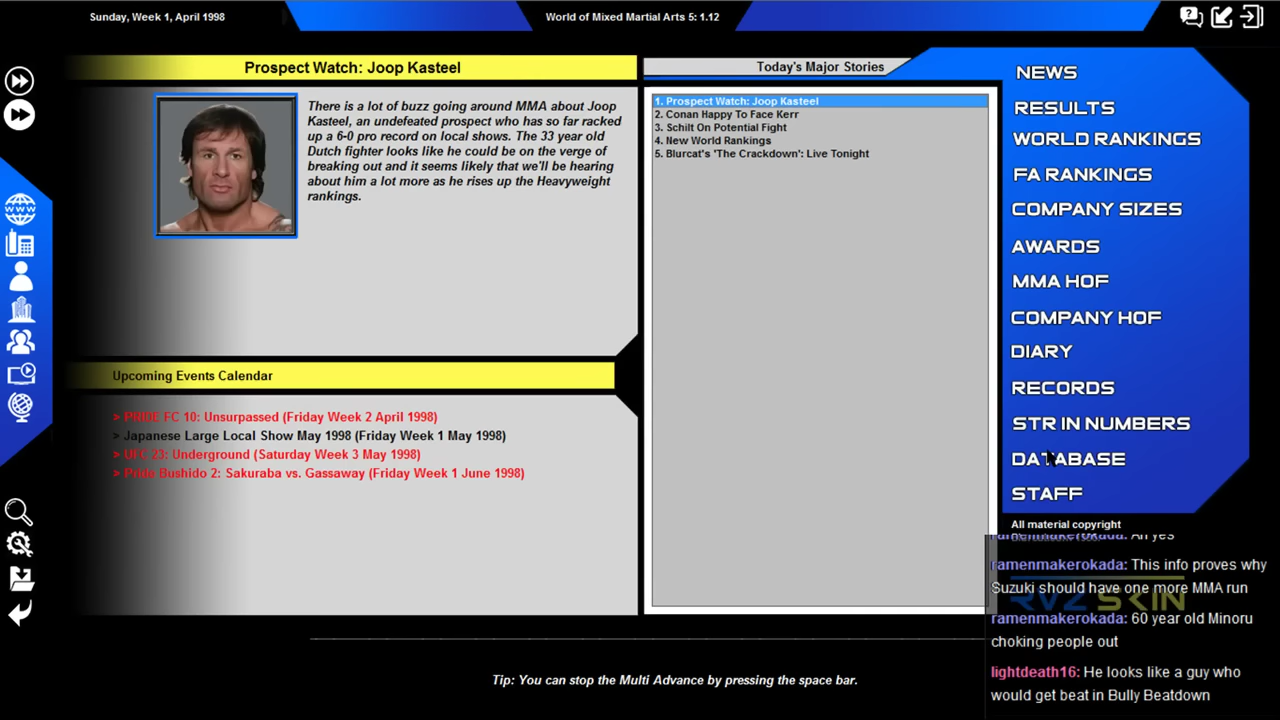 Sunday, Week 1, April 1998
World of Mixed Martial Arts 5: 1.12
Prospect Watch: Joop Kasteel
There is a lot of buzz going around MMA about Joop
Kasteel, an undefeated prospect who has so far racked
up a 6-0 pro record on local shows. The 33 year old
Dutch fighter looks like he could be on the verge of
breaking out and it seems likely that we'll be hearing
about him a lot more as he rises up the Heavyweight
rankings.
Upcoming Events Calendar
> PRIDE FC 10: Unsurpassed (Friday Week 2 April 1998)
> Japanese Large Local Show May 1998 (Friday Week 1 May 1998)
> UFC 23: Underground (Saturday Week 3 May 1998)
> Pride Bushido 2: Sakuraba vs. Gassaway (Friday Week 1 June 1998)
Today's Major Stories
1. Prospect Watch: Joop Kasteel
2. Conan Happy To Face Kerr
3. Schilt On Potential Fight
4. New World Rankings
5. Blurcat's 'The Crackdown': Live Tonight
NEWS
RESULTS
WORLD RANKINGS
FA RANKINGS
COMPANY SIZES
AWARDS
MMA HOF
COMPANY HOF
DIARY
RECORDS
STR IN NUMBERS
DATABASE
STAFF
WWW
All material copyright
ramenmakerokada: Ah yes
ramenmakerokada: This info proves why
Suzuki should have one more MMA run
RVZ SKIN
ramenmakerokada: 60 year old Minoru
choking people out
lightdeath16: He looks like a guy who
would get beat in Bully Beatdown
Tip: You can stop the Multi Advance by pressing the space bar.